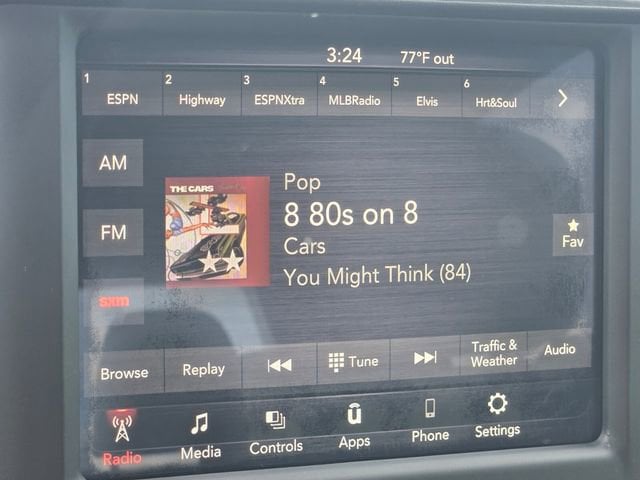 3:24 77°F out
1 ESPN 2 Highway 3 ESPNXtra 4 MLBRadio 5 Elvis 6 Hrt&Soul
AM
FM
sxm
THE CARS
Pop
8 80s on 8
Cars
You Might Think (84)
Fav
Browse Replay Tune Traffic & Weather Audio
Radio Media Controls Apps Phone Settings